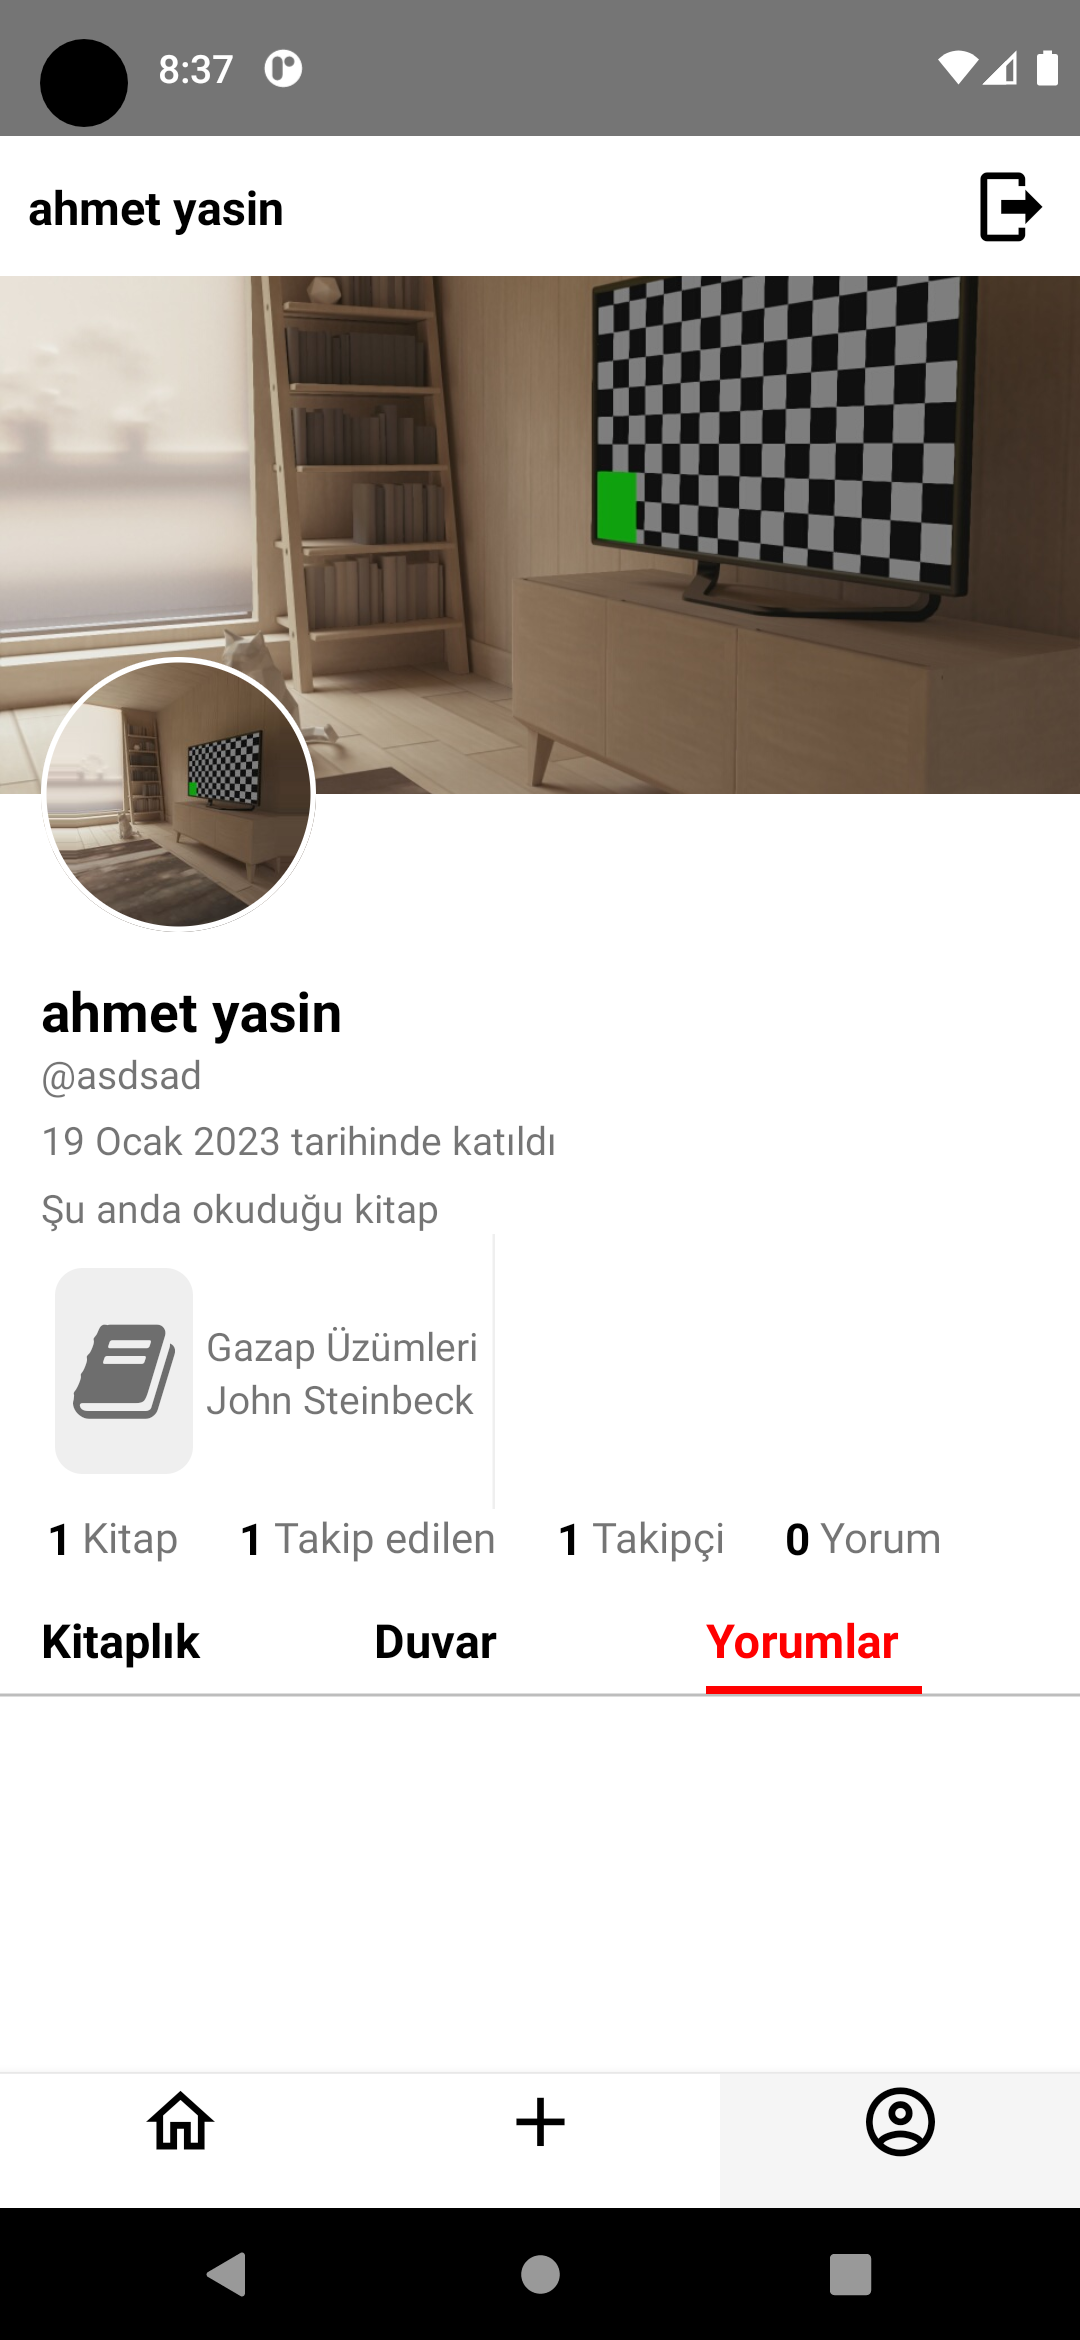 8:37
ahmet yasin
ahmet yasin
@asdsad
19 Ocak 2023 tarihinde katıldı
Şu anda okuduğu kitap
Gazap Üzümleri
John Steinbeck
1 Kitap 1 Takip edilen 1 Takipçi 0 Yorum
Kitaplık Duvar Yorumlar